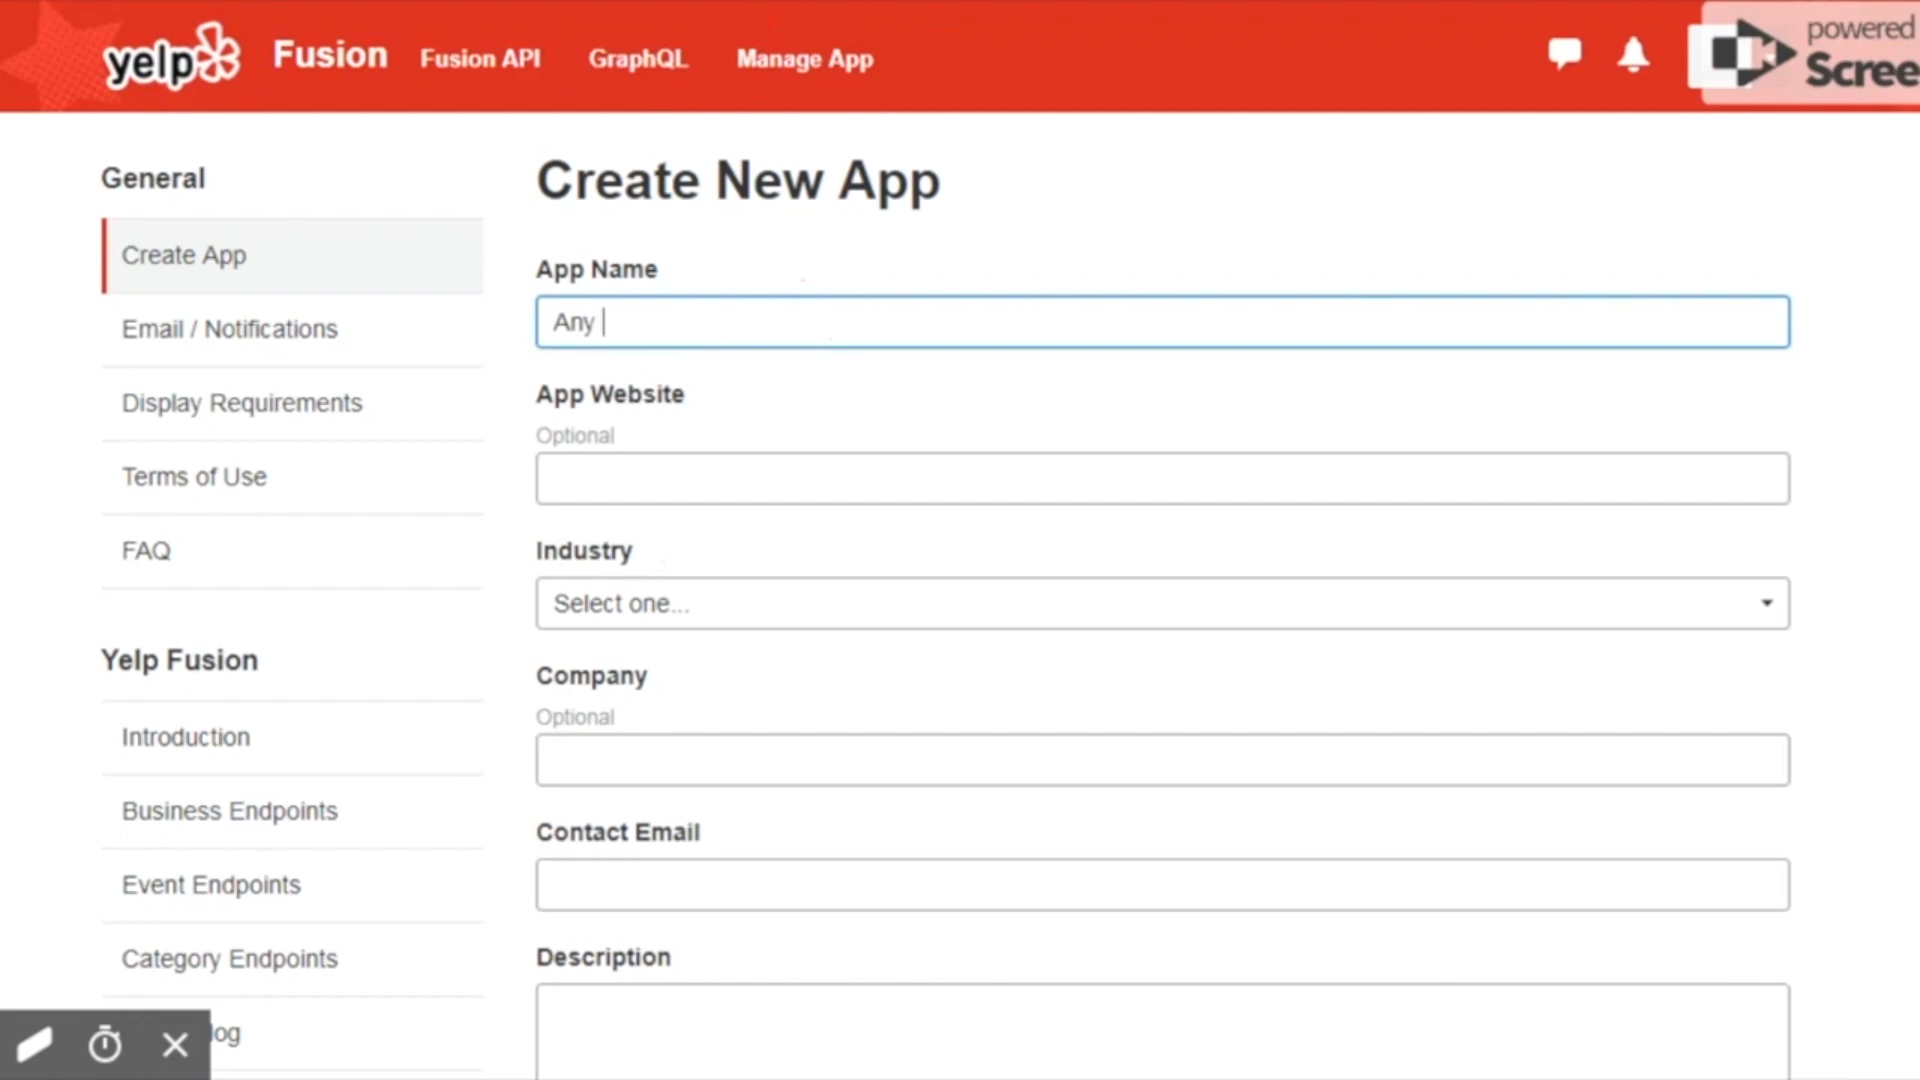 yelp Fusion Fusion API GraphQL Manage App
powered
Scree
General
Create App
Email / Notifications
Display Requirements
Terms of Use
FAQ
Yelp Fusion
Introduction
Business Endpoints
Event Endpoints
Category Endpoints
log
Create New App
App Name
Any
App Website
Optional
Industry
Select one...
Company
Optional
Contact Email
Description